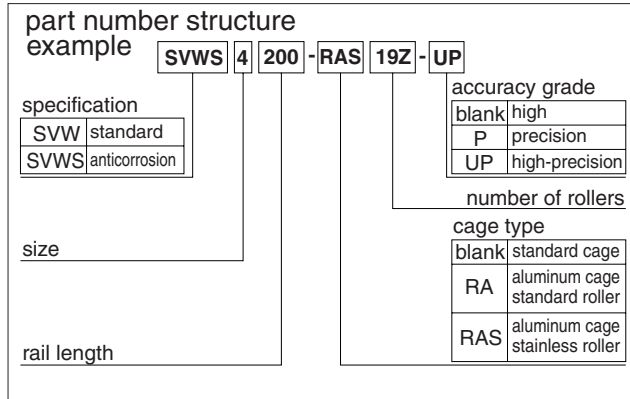 part number structure
example
SVWS 4 200 - RAS 19Z - UP
specification
SVW standard
SVWS anticorrosion
size
rail length
accuracy grade
blank high
P precision
UP high-precision
number of rollers
cage type
blank standard cage
RA aluminum cage
standard roller
RAS aluminum cage
stainless roller